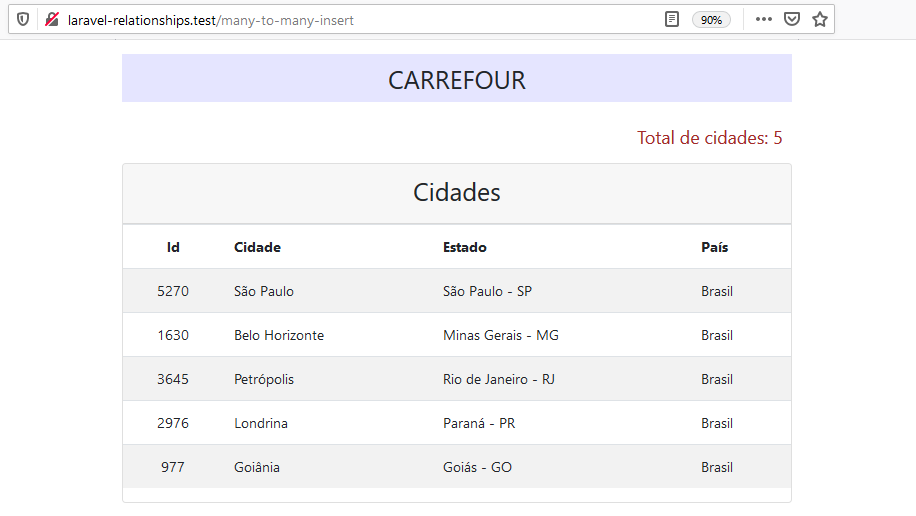 laravel-relationships.test/many-to-many-insert 90%
CARREFOUR
Total de cidades: 5
Cidades
Id Cidade Estado País
5270 São Paulo São Paulo - SP Brasil
1630 Belo Horizonte Minas Gerais - MG Brasil
3645 Petrópolis Rio de Janeiro - RJ Brasil
2976 Londrina Paraná - PR Brasil
977 Goiânia Goiás - GO Brasil